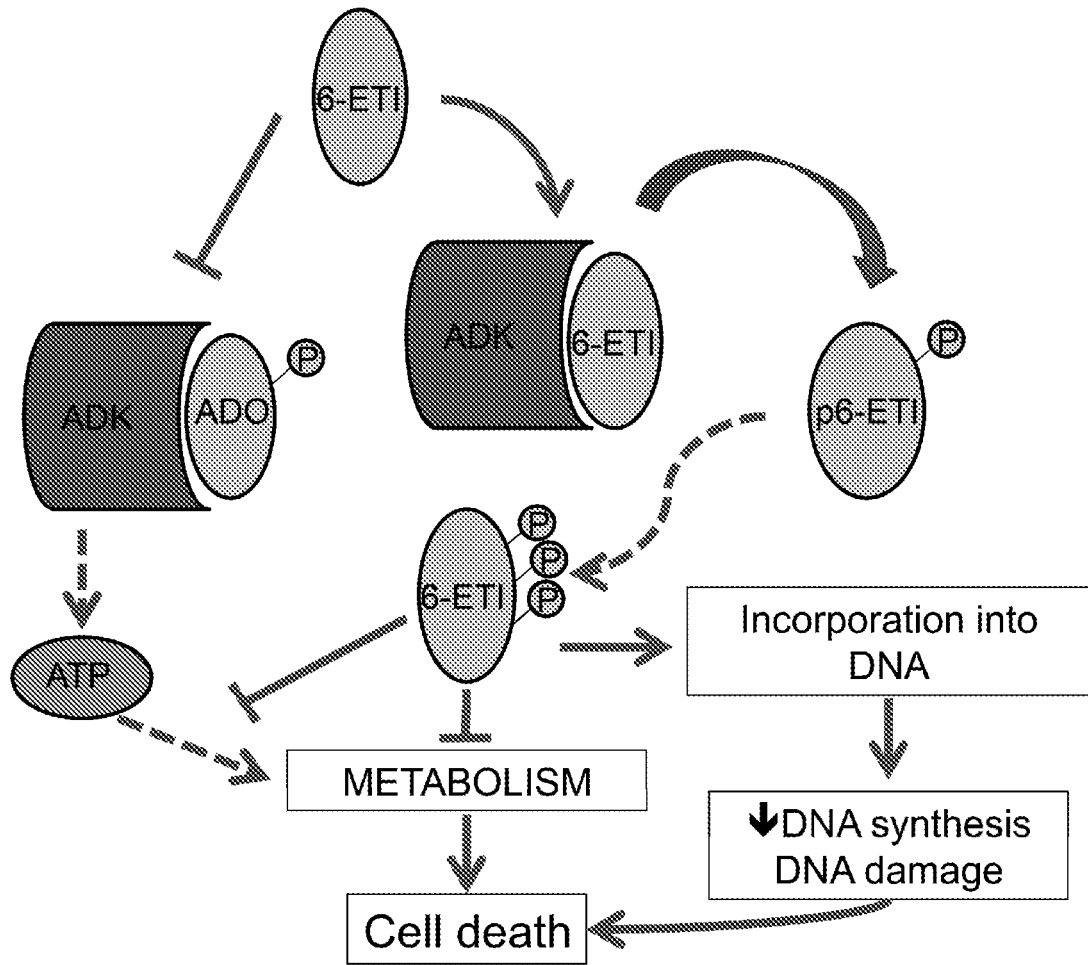 6-ETI
ADK
6-ETI
ADK
ADO
P
p6-ETI
P
6-ETI
P
P
P
ATP
Incorporation into
DNA
METABOLISM
↓DNA synthesis
DNA damage
Cell death